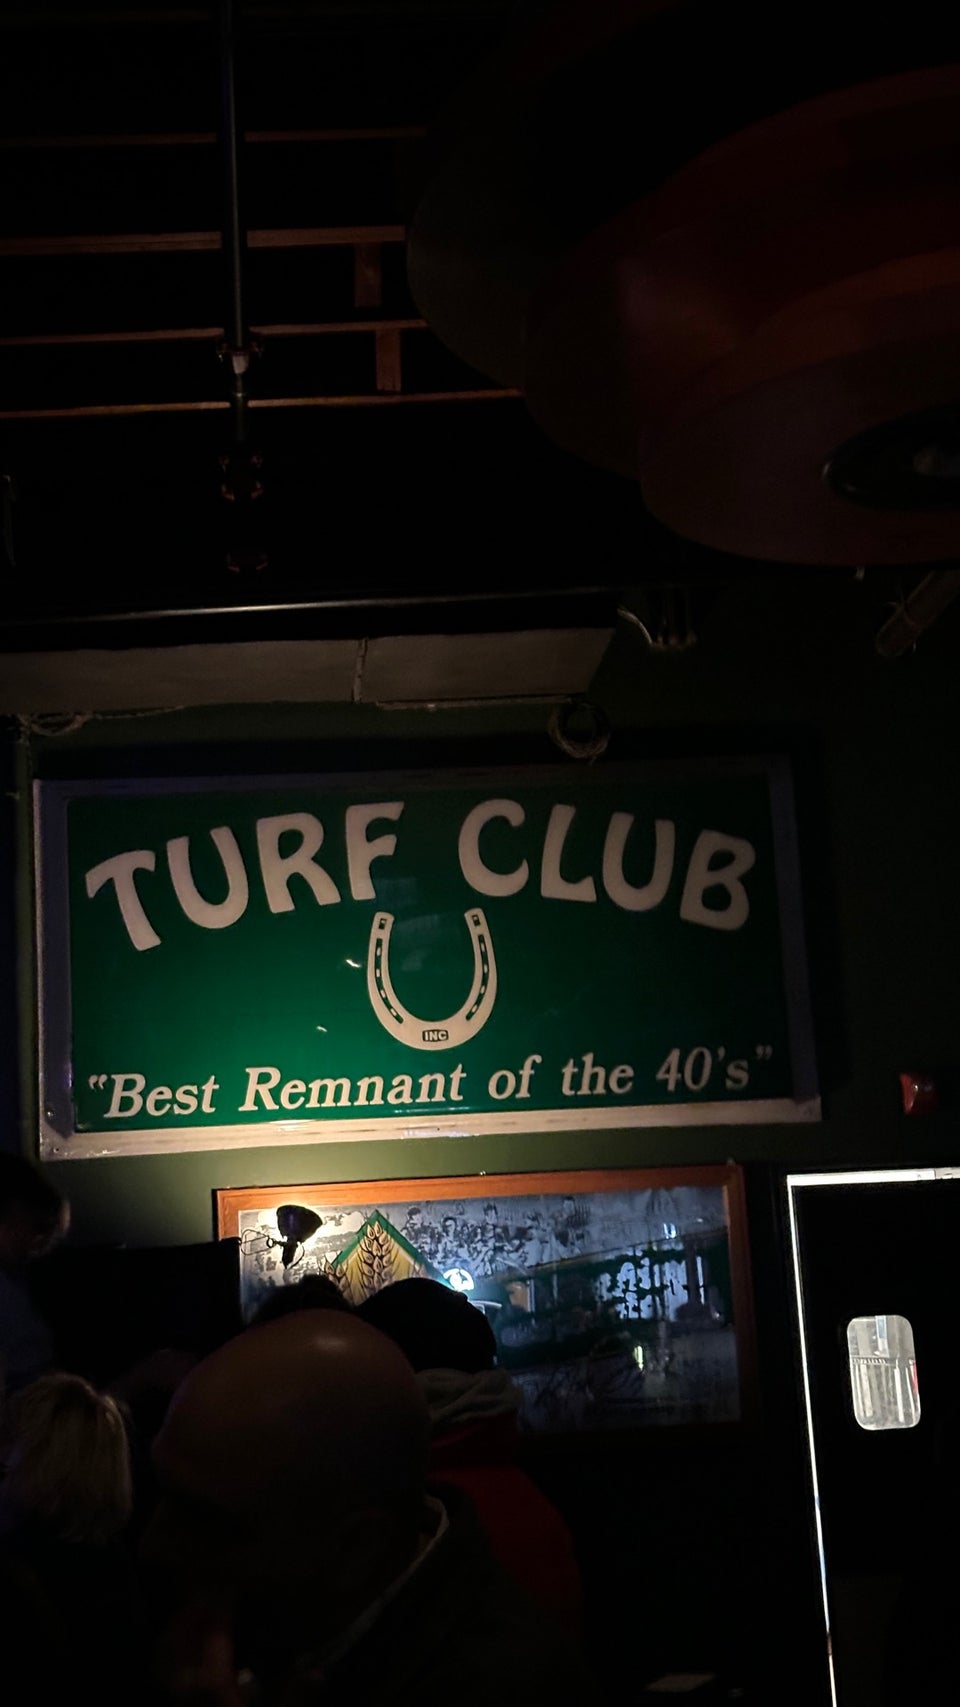 TURF CLUB
INC
"Best Remnant of the 40's"